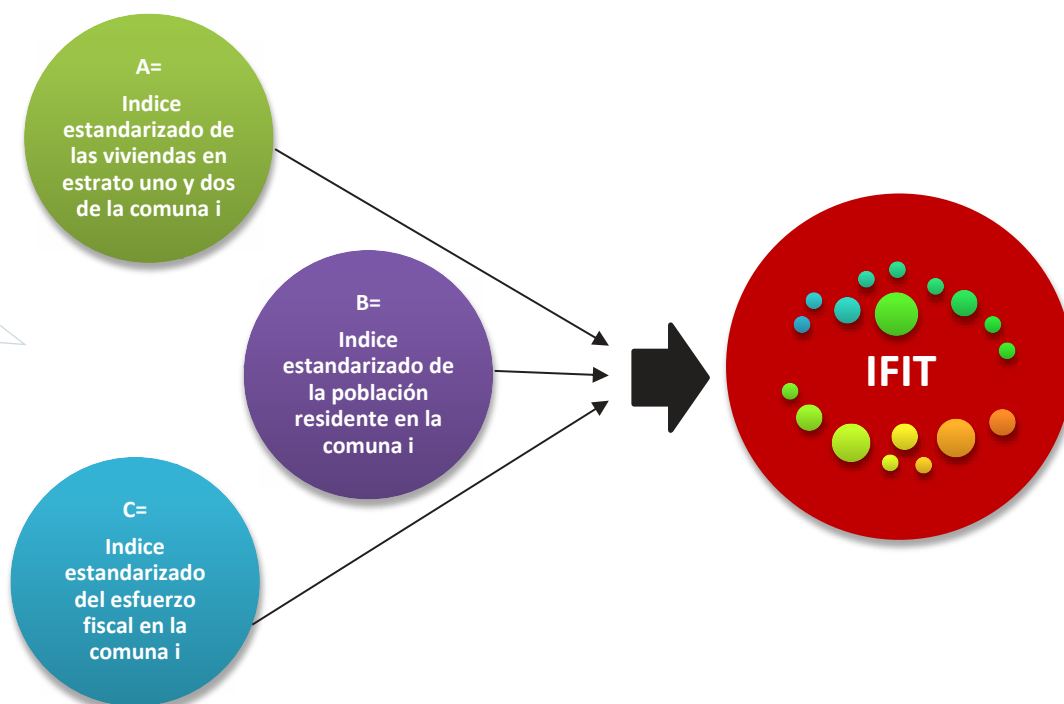 A=
Indice
estandarizado de
las viviendas en
estrato uno y dos
de la comuna i
B=
Indice
estandarizado de
la población
residente en la
comuna i
C=
Indice
estandarizado
del esfuerzo
fiscal en la
comuna i
IFIT